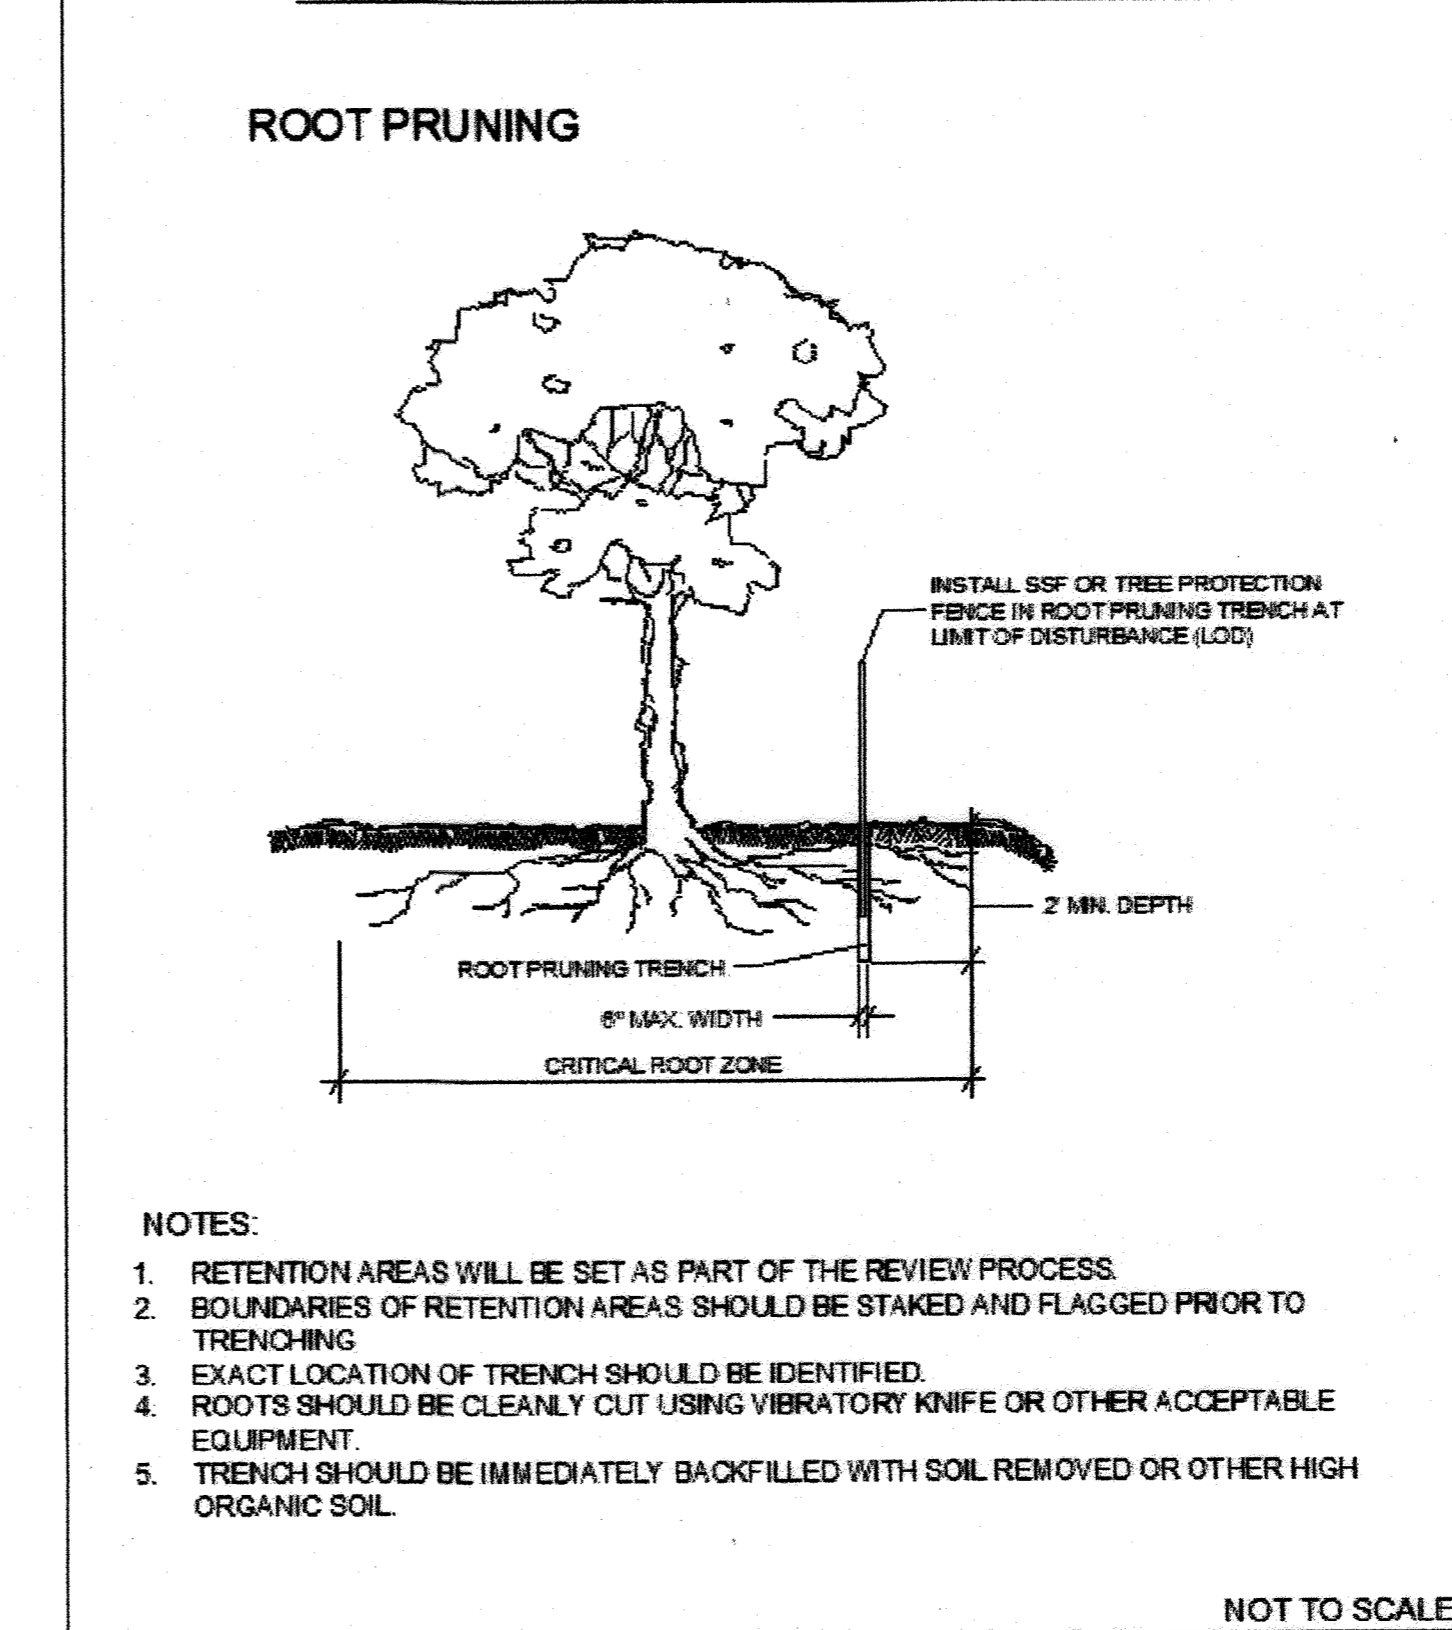 ROOT PRUNING
INSTALL SSF OR TREE PROTECTION
FENCE IN ROOT PRUNING TRENCH AT
LIMIT OF DISTURBANCE (LOD)
2' MIN. DEPTH
ROOT PRUNING TRENCH
6" MAX. WIDTH
CRITICAL ROOT ZONE
NOTES:
1. RETENTION AREAS WILL BE SET AS PART OF THE REVIEW PROCESS.
2. BOUNDARIES OF RETENTION AREAS SHOULD BE STAKED AND FLAGGED PRIOR TO
TRENCHING
3. EXACT LOCATION OF TRENCH SHOULD BE IDENTIFIED.
4. ROOTS SHOULD BE CLEANLY CUT USING VIBRATORY KNIFE OR OTHER ACCEPTABLE
EQUIPMENT.
5. TRENCH SHOULD BE IMMEDIATELY BACKFILLED WITH SOIL REMOVED OR OTHER HIGH
ORGANIC SOIL.
NOT TO SCALE